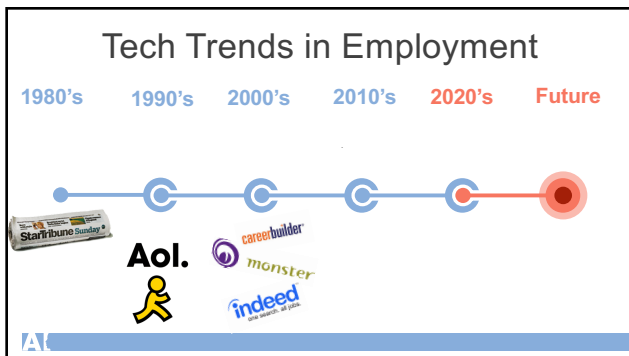 Tech Trends in Employment
1980's 1990's 2000's 2010's 2020's Future
StarTribune Sunday
careerbuilder
monster
Aol.
indeed
one search. all jobs.